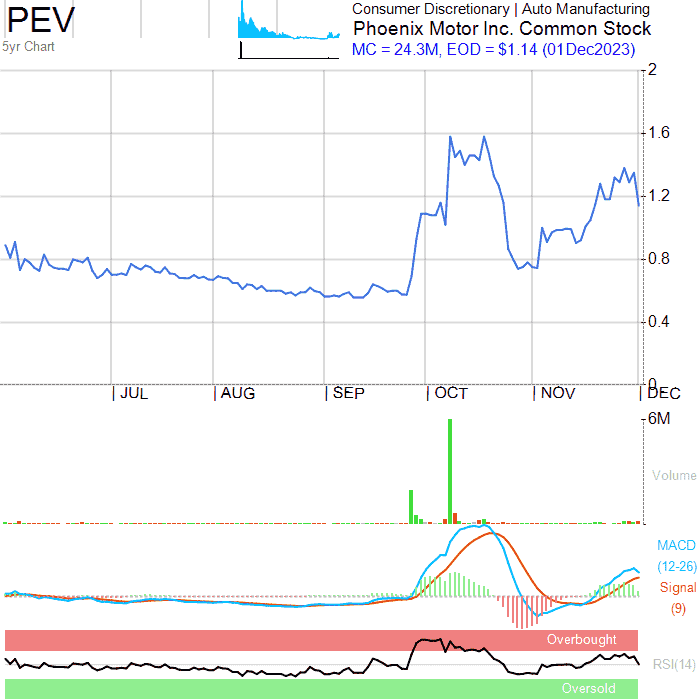 PEV
5yr Chart
Consumer Discretionary | Auto Manufacturing
Phoenix Motor Inc. Common Stock
MC = 24.3M, EOD = $1.14 (01Dec2023)
2
1.6
1.2
0.8
0.4
0
JUL AUG SEP OCT NOV DEC
6M
Volume
MACD
(12-26)
Signal
(9)
Overbought
RSI(14)
Oversold